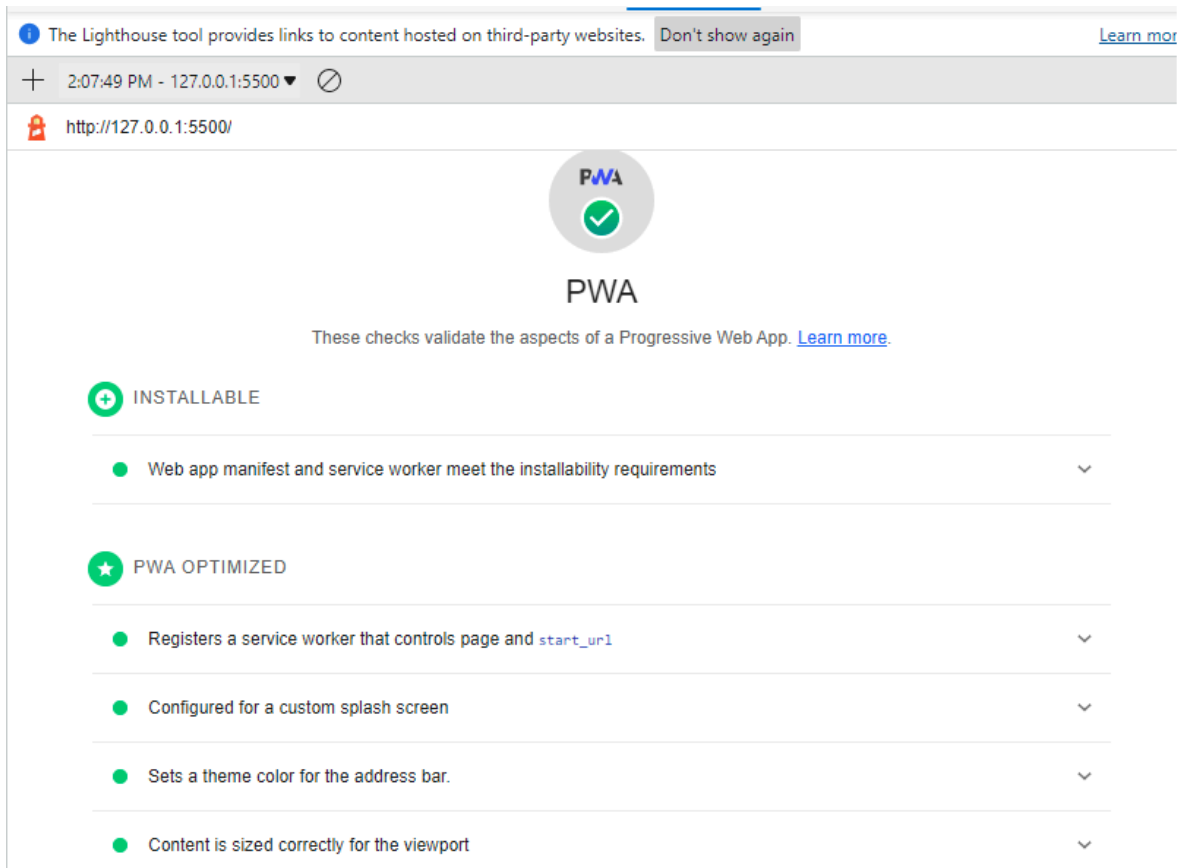 The Lighthouse tool provides links to content hosted on third-party websites. Don't show again Learn mor
2:07:49 PM - 127.0.0.1:5500
http://127.0.0.1:5500/
PWA
PWA
These checks validate the aspects of a Progressive Web App. Learn more.
INSTALLABLE
Web app manifest and service worker meet the installability requirements
PWA OPTIMIZED
Registers a service worker that controls page and start_url
Configured for a custom splash screen
Sets a theme color for the address bar.
Content is sized correctly for the viewport